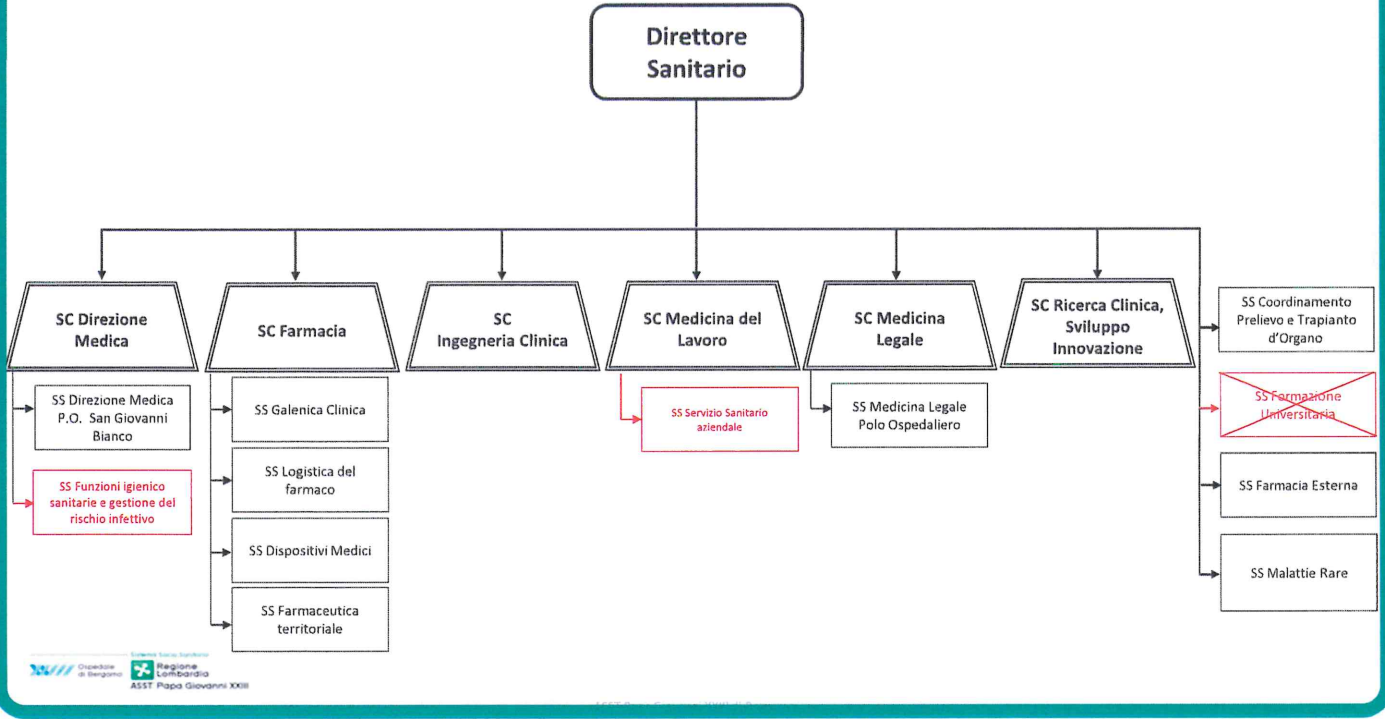 Direttore
Sanitario
SC Direzione
Medica
SC Farmacia
SC
Ingegneria Clinica
SC Medicina del
Lavoro
SC Medicina
Legale
SC Ricerca Clinica,
Sviluppo
Innovazione
SS Direzione Medica
P.O. San Giovanni
Bianco
SS Funzioni igienico
sanitarie e gestione del
rischio infettivo
SS Galenica Clinica
SS Logistica del
farmaco
SS Dispositivi Medici
SS Farmaceutica
territoriale
SS Servizio Sanitario
aziendale
SS Medicina Legale
Polo Ospedaliero
SS Coordinamento
Prelievo e Trapianto
d'Organo
SS Formazione
Universitaria
SS Farmacia Esterna
SS Malattie Rare
Ospedale
di Bergamo
Sistema Socio Sanitario
Regione
Lombardia
ASST Papa Giovanni XXIII